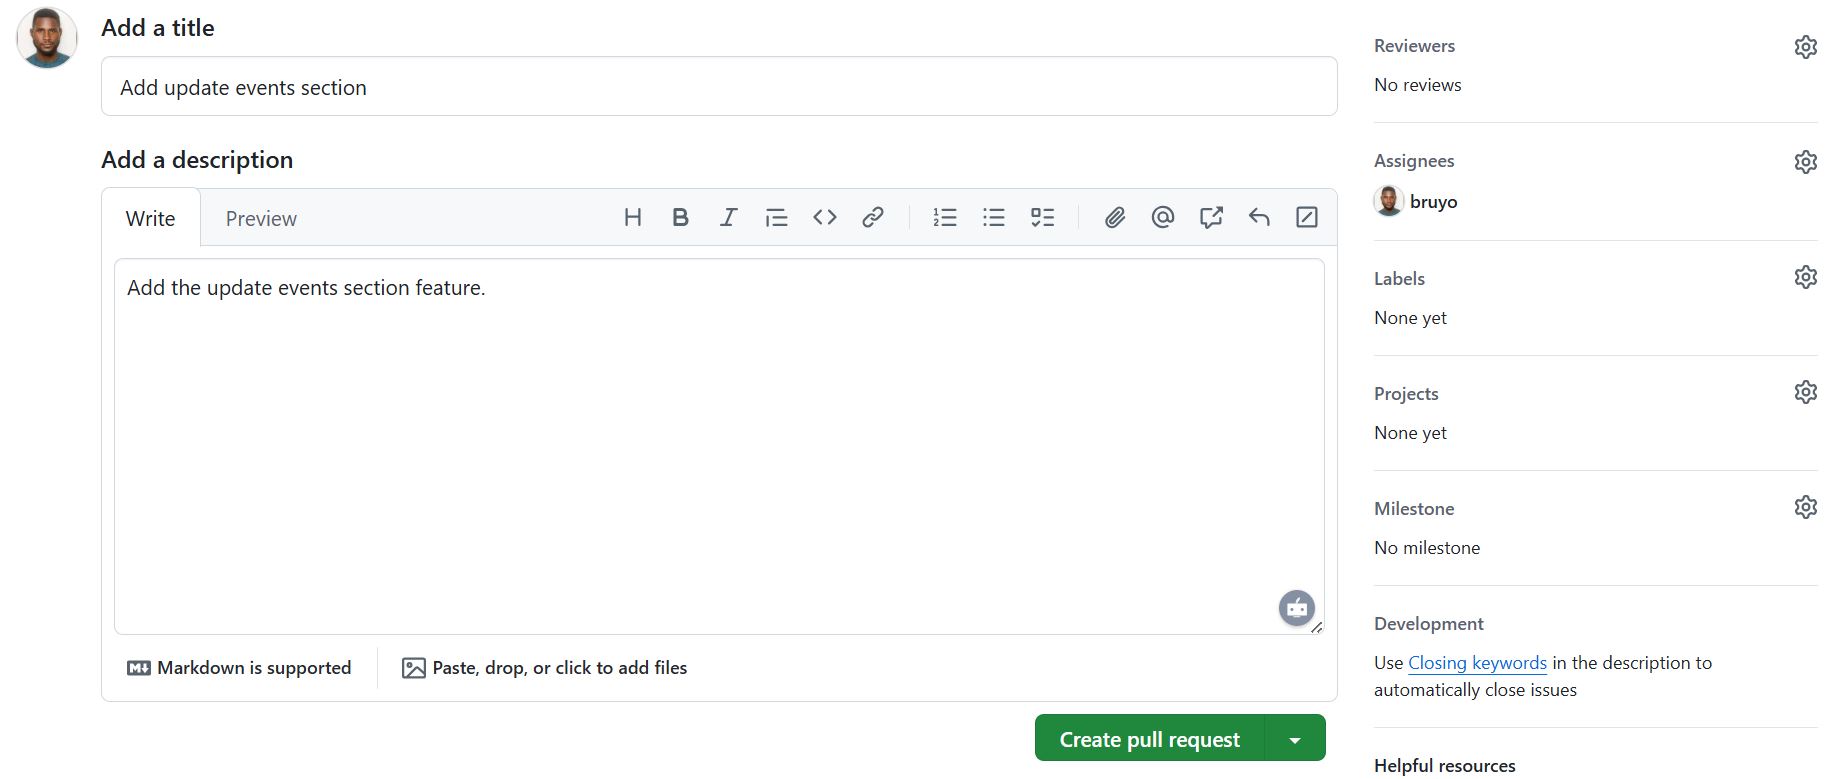 Add a title
Add update events section
Add a description
Write
Preview
Add the update events section feature.
Markdown is supported
Paste, drop, or click to add files
Create pull request
Reviewers
No reviews
Assignees
bruyo
Labels
None yet
Projects
None yet
Milestone
No milestone
Development
Use Closing keywords in the description to
automatically close issues
Helpful resources